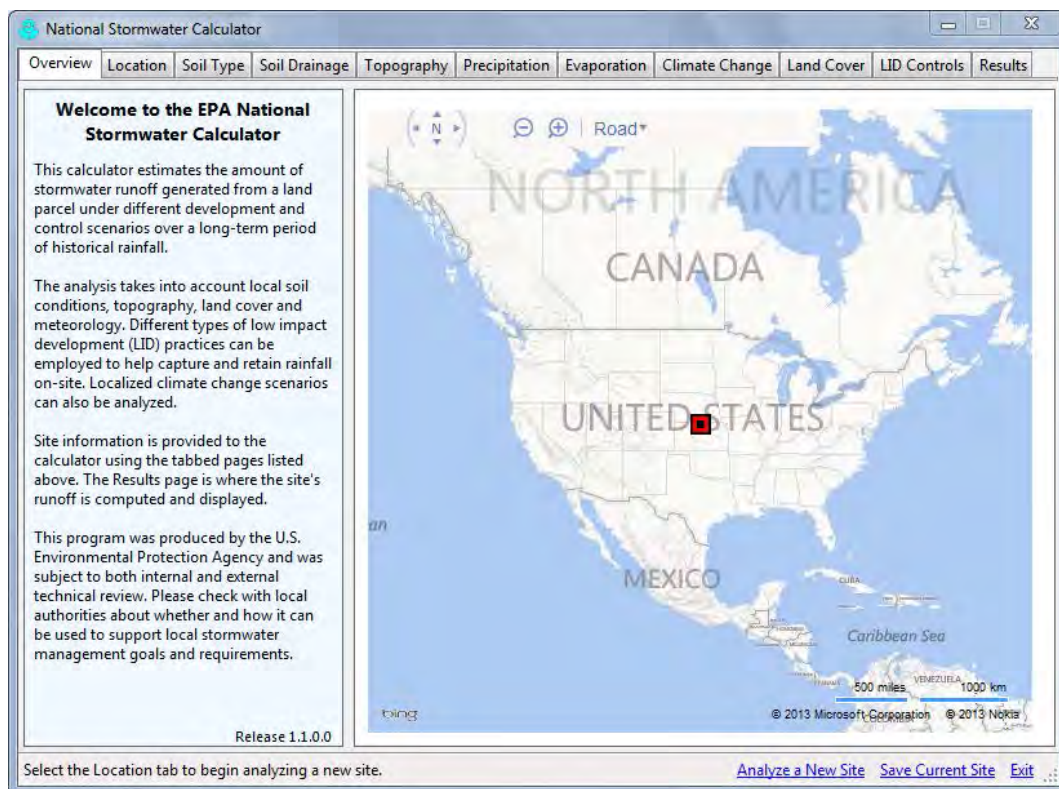 National Stormwater Calculator
Overview Location Soil Type Soil Drainage Topography Precipitation Evaporation Climate Change Land Cover LID Controls Results
Welcome to the EPA National
Stormwater Calculator
This calculator estimates the amount of
stormwater runoff generated from a land
parcel under different development and
control scenarios over a long-term period
of historical rainfall.
The analysis takes into account local soil
conditions, topography, land cover and
meteorology. Different types of low impact
development (LID) practices can be
employed to help capture and retain rainfall
on-site. Localized climate change scenarios
can also be analyzed.
Site information is provided to the
calculator using the tabbed pages listed
above. The Results page is where the site's
runoff is computed and displayed.
This program was produced by the U.S.
Environmental Protection Agency and was
subject to both internal and external
technical review. Please check with local
authorities about whether and how it can
be used to support local stormwater
management goals and requirements.
Release 1.1.0.0
N Road
NORTH AMERICA
CANADA
UNITED STATES
an
MEXICO
CUBA
Caribbean Sea
VENEZUELA
500 miles 1000 km
bing
© 2013 Microsoft Corporation © 2013 Nokia
COLOMBIA
Select the Location tab to begin analyzing a new site.
Analyze a New Site Save Current Site Exit